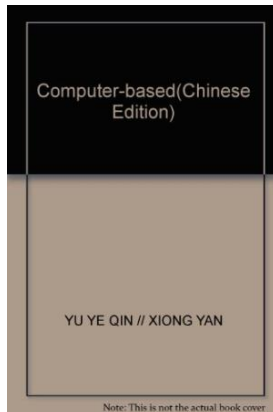 Computer-based(Chinese
Edition)
YU YE QIN // XIONG YAN
Note: This is not the actual book cover